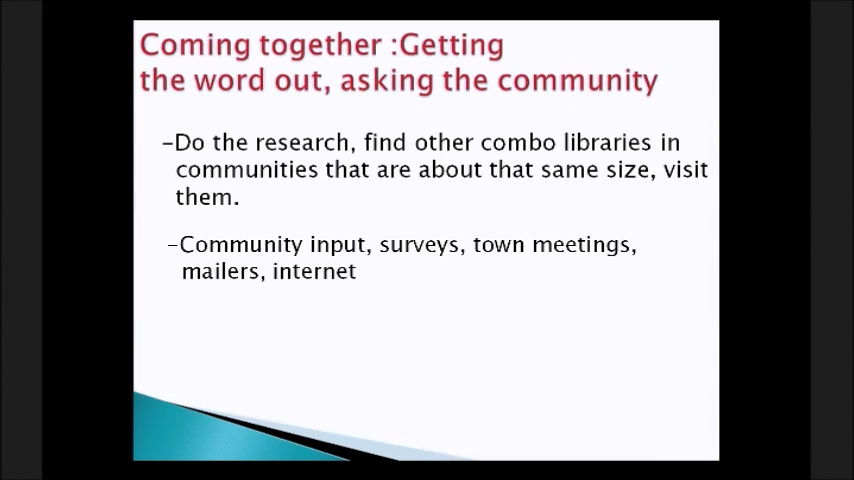 Coming together :Getting
the word out, asking the community
-Do the research, find other combo libraries in
communities that are about that same size, visit
them.
-Community input, surveys, town meetings,
mailers, internet